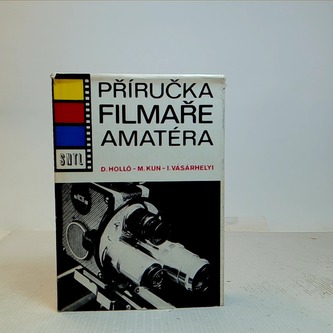 PŘÍRUČKA
FILMAŘE
AMATÉRA
SNTL
D. HOLLÓ - M. KUN - I. VÁSÁRHELYI